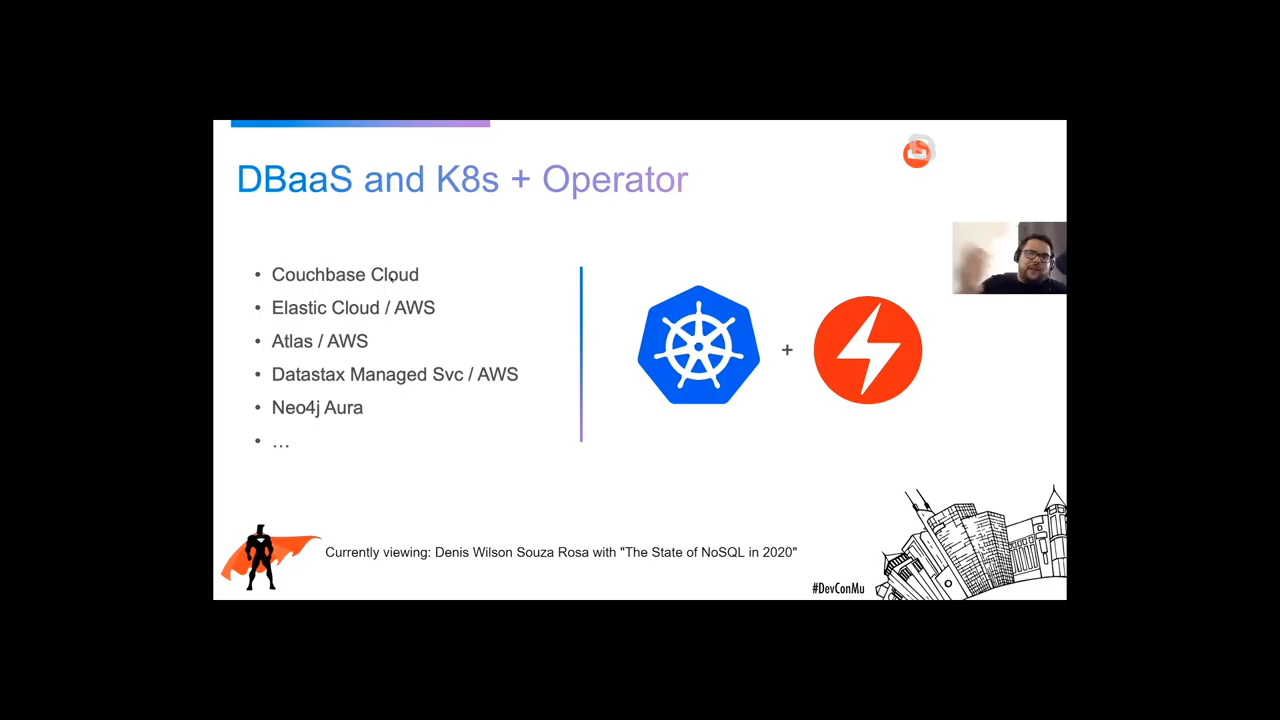 DBaaS and K8s + Operator
• Couchbase Cloud
• Elastic Cloud / AWS
• Atlas / AWS
• Datastax Managed Svc / AWS
• Neo4j Aura
• …
+
Currently viewing: Denis Wilson Souza Rosa with "The State of NoSQL in 2020"
#DevConMu